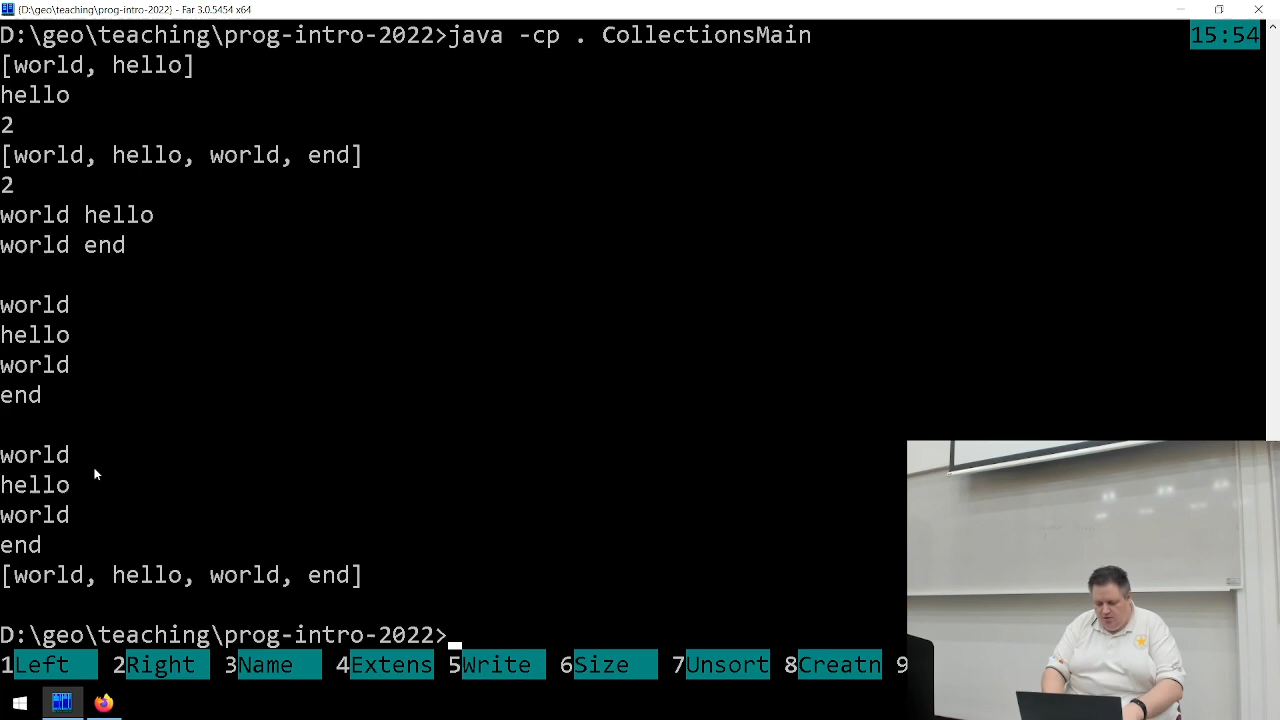 {D:\geo\teaching\prog-intro-2022} - Far 3.0.5454 x64
D:\geo\teaching\prog-intro-2022>java -cp . CollectionsMain
15:54
[world, hello]
hello
2
[world, hello, world, end]
2
world hello
world end
world
hello
world
end
world
hello
world
end
[world, hello, world, end]
D:\geo\teaching\prog-intro-2022>
1Left 2Right 3Name 4Extens 5Write 6Size 7Unsort 8Creatn 9